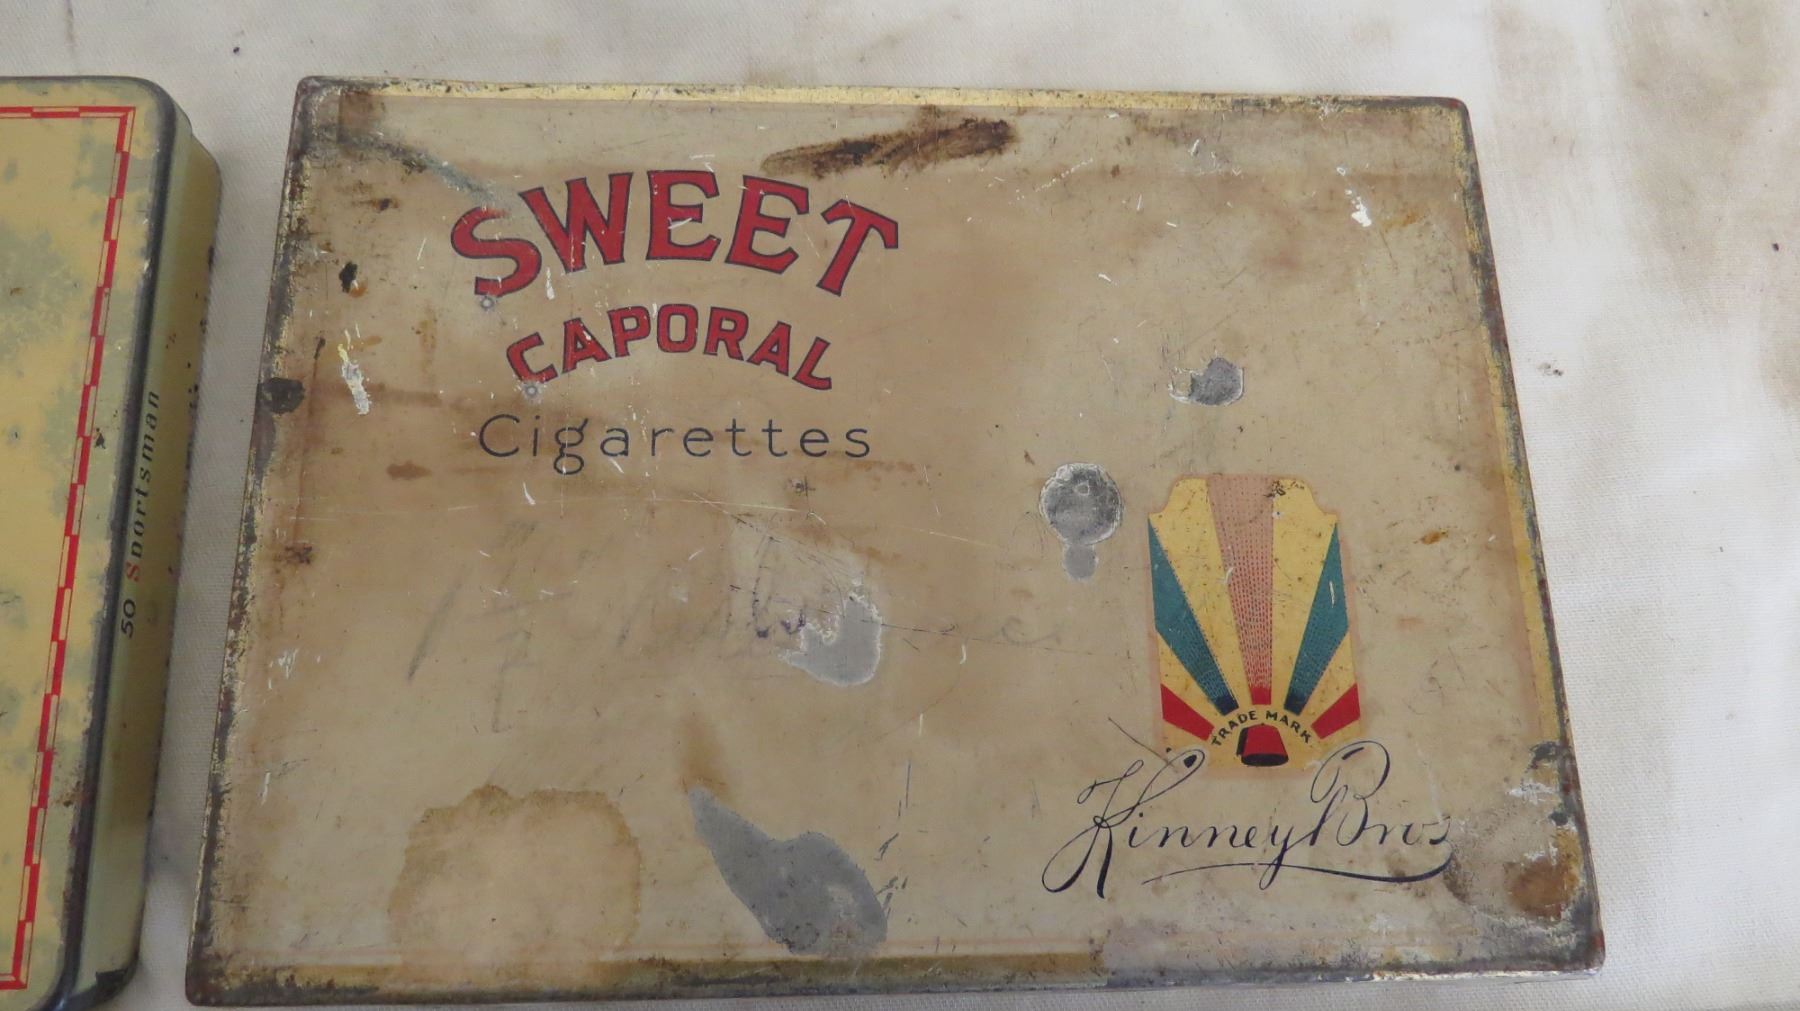 SWEET
CAPORAL
Cigarettes
TRADE MARK
Kinney Bros
50 Sportsman